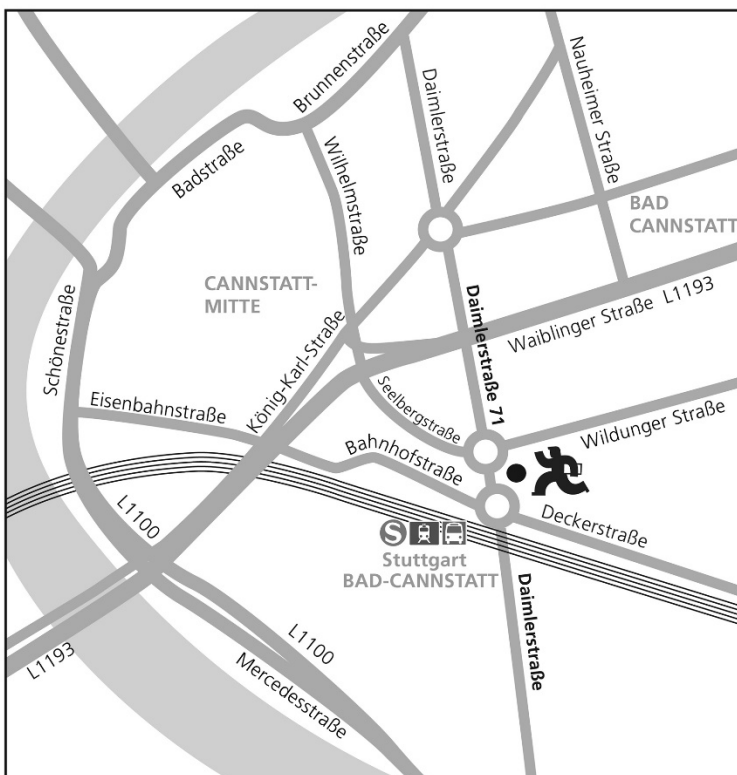 Brunnenstraße
Daimlerstraße
Nauheimer Straße
Badstraße
Wilhelmstraße
BAD
CANNSTATT
CANNSTATT-
MITTE
Schönestraße
Daimlerstraße 71
Waiblinger Straße L1193
König-Karl-Straße
Eisenbahnstraße
Seelbergstraße
Wildunger Straße
Bahnhofstraße
L1100
Deckerstraße
S
Stuttgart
BAD-CANNSTATT
Daimlerstraße
L1193
L1100
Mercedesstraße